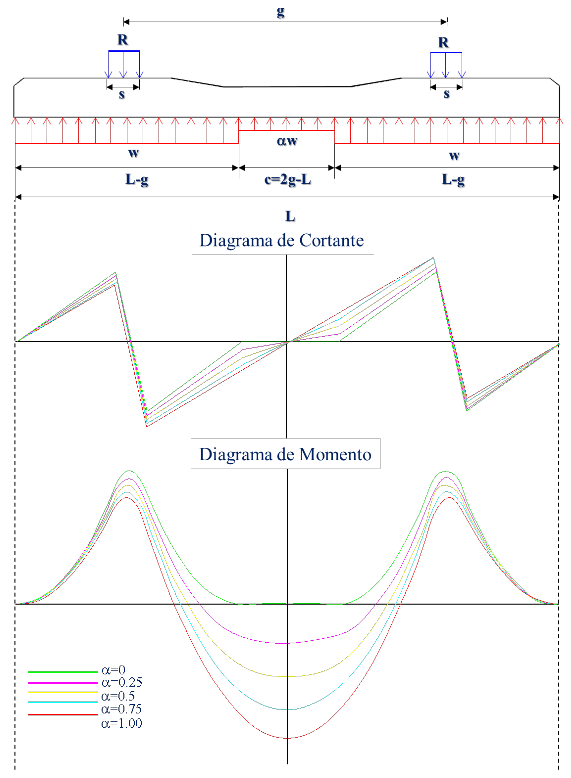 g
R R
s s
αw
w w
L-g c=2g-L L-g
L
Diagrama de Cortante
Diagrama de Momento
α=0
α=0.25
α=0.5
α=0.75
α=1.00